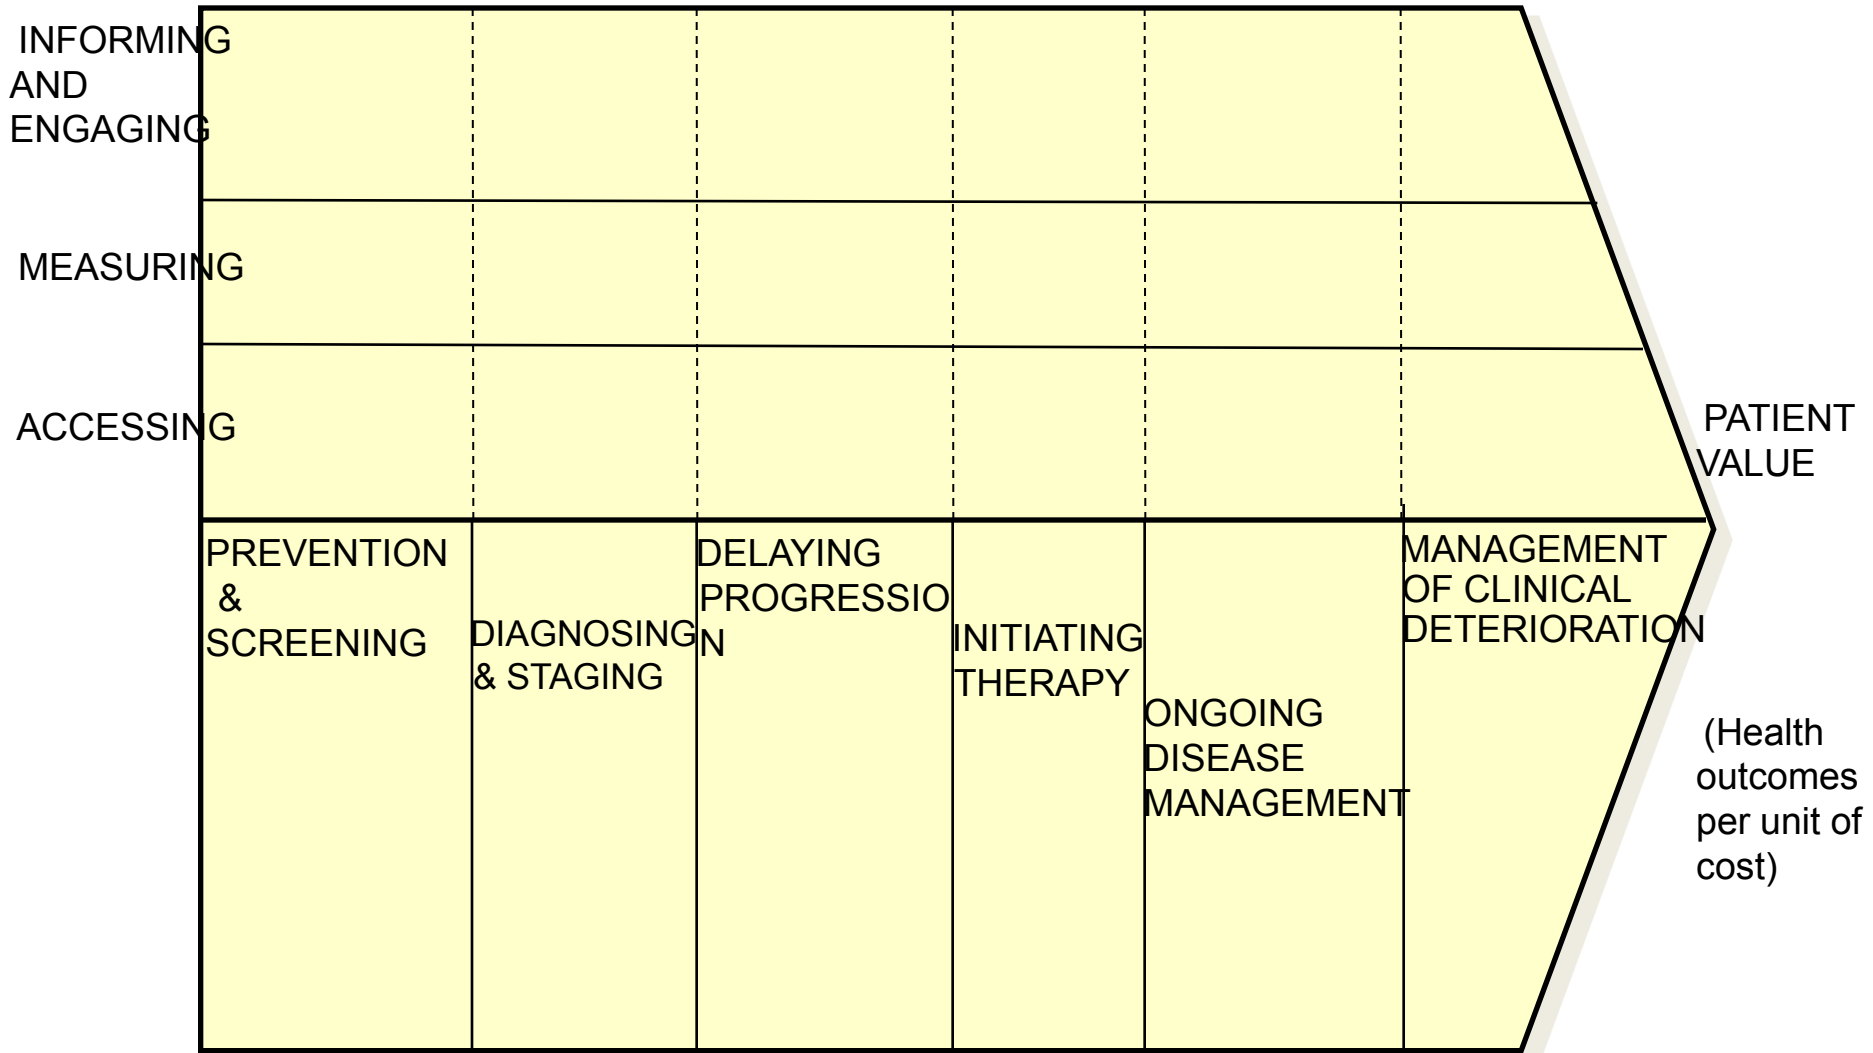 INFORMING
AND
ENGAGING
MEASURING
ACCESSING
PATIENT
VALUE
PREVENTION
&
SCREENING
DIAGNOSING
& STAGING
DELAYING
PROGRESSIO
N
INITIATING
THERAPY
ONGOING
DISEASE
MANAGEMENT
MANAGEMENT
OF CLINICAL
DETERIORATION
(Health
outcomes
per unit of
cost)